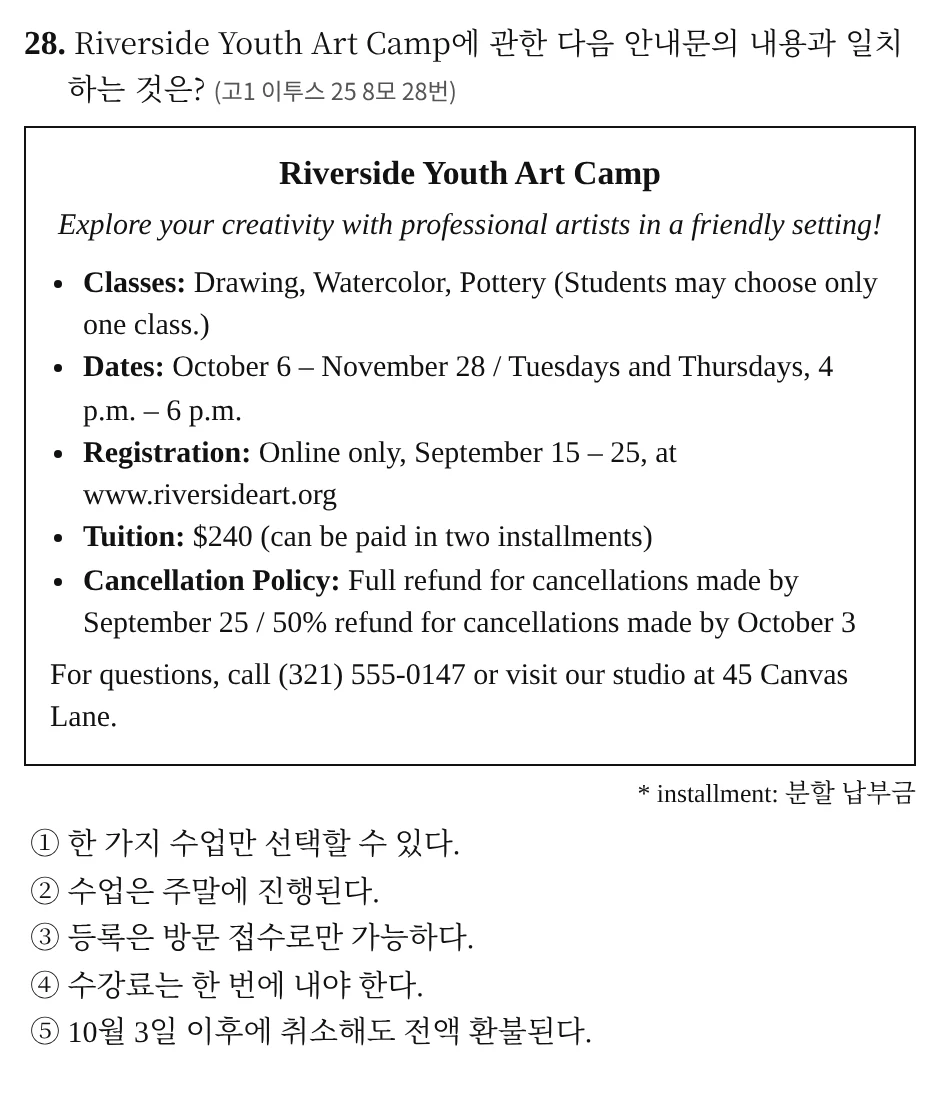 28. Riverside Youth Art Camp에 관한 다음 안내문의 내용과 일치
하는 것은? (고1 이투스 25 8모 28번)
Riverside Youth Art Camp
Explore your creativity with professional artists in a friendly setting!
• Classes: Drawing, Watercolor, Pottery (Students may choose only
one class.)
• Dates: October 6 – November 28 / Tuesdays and Thursdays, 4
p.m. – 6 p.m.
• Registration: Online only, September 15 – 25, at
www.riversideart.org
• Tuition: $240 (can be paid in two installments)
• Cancellation Policy: Full refund for cancellations made by
September 25 / 50% refund for cancellations made by October 3
For questions, call (321) 555-0147 or visit our studio at 45 Canvas
Lane.
* installment: 분할 납부금
① 한 가지 수업만 선택할 수 있다.
② 수업은 주말에 진행된다.
③ 등록은 방문 접수로만 가능하다.
④ 수강료는 한 번에 내야 한다.
⑤ 10월 3일 이후에 취소해도 전액 환불된다.